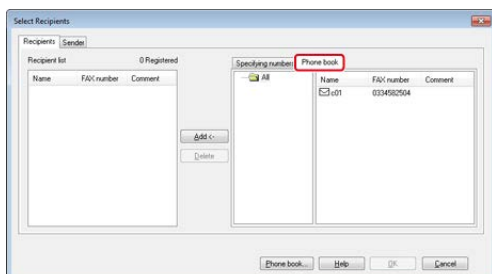 Select Recipients
Recipients Sender
Recipient list 0 Registered
Specifying number Phone book
Name FAX number Comment
All
Name FAX number Comment
c01 0334582504
Add <-
Delete
Phone book... Help OK Cancel